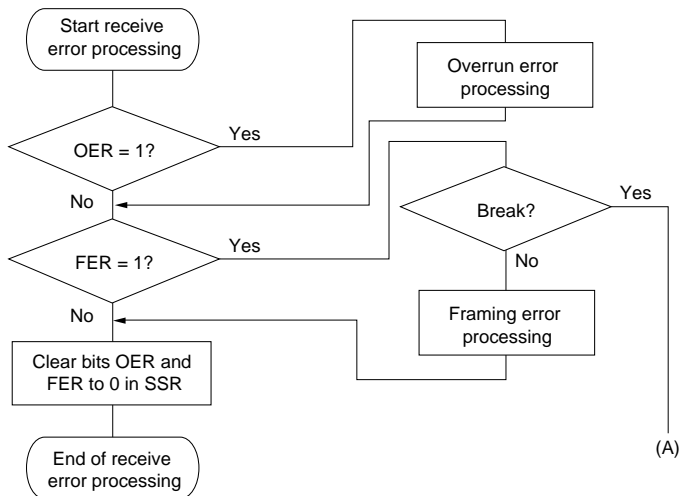 Start receive
error processing
Overrun error
processing
Yes
OER = 1?
No
Yes
Break?
Yes
FER = 1?
No
No
Framing error
processing
Clear bits OER and
FER to 0 in SSR
(A)
End of receive
error processing